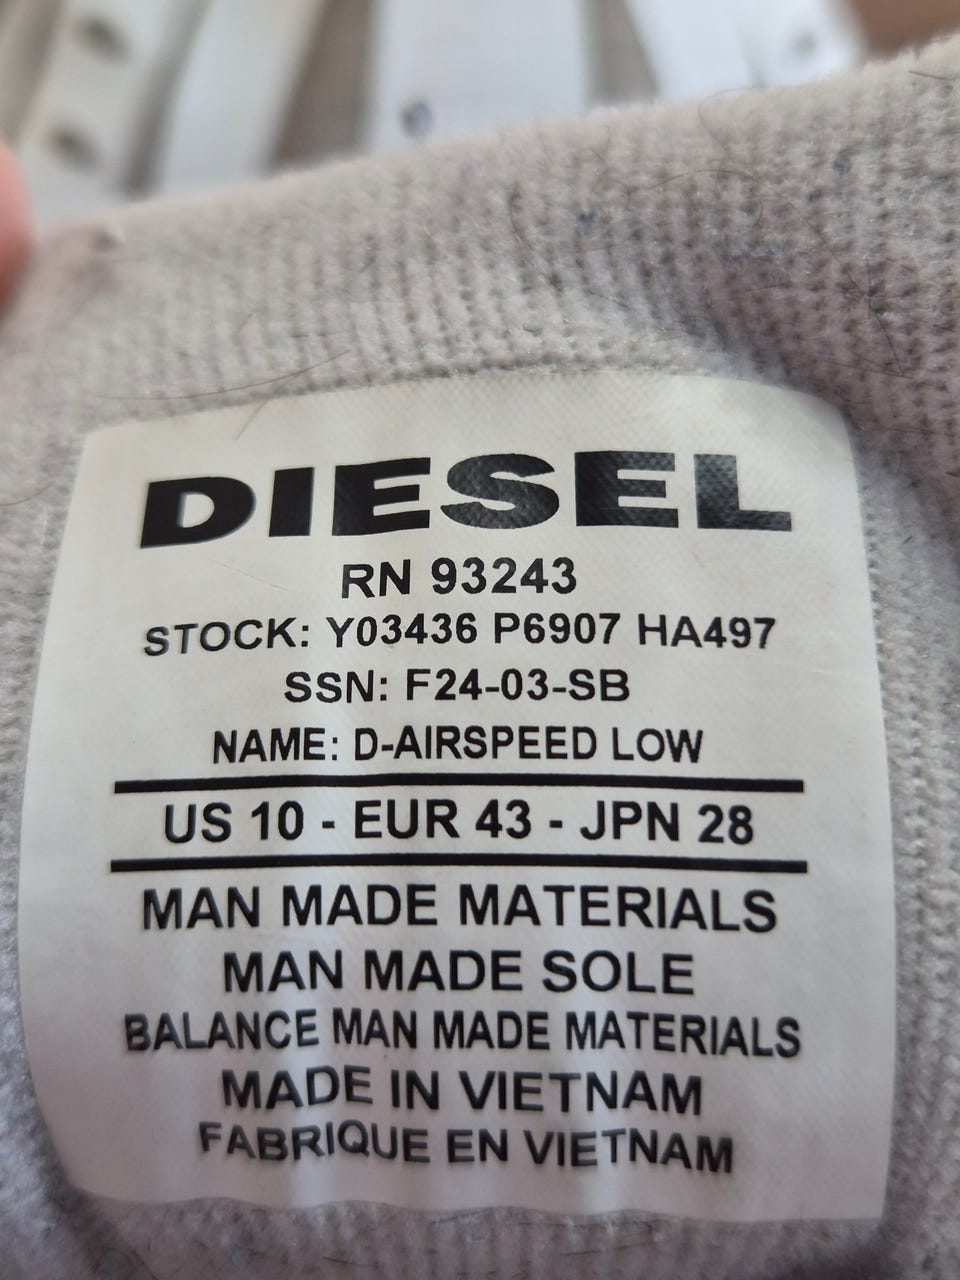 DIESEL
RN 93243
STOCK: Y03436 P6907 HA497
SSN: F24-03-SB
NAME: D-AIRSPEED LOW
US 10 - EUR 43 - JPN 28
MAN MADE MATERIALS
MAN MADE SOLE
BALANCE MAN MADE MATERIALS
MADE IN VIETNAM
FABRIQUE EN VIETNAM